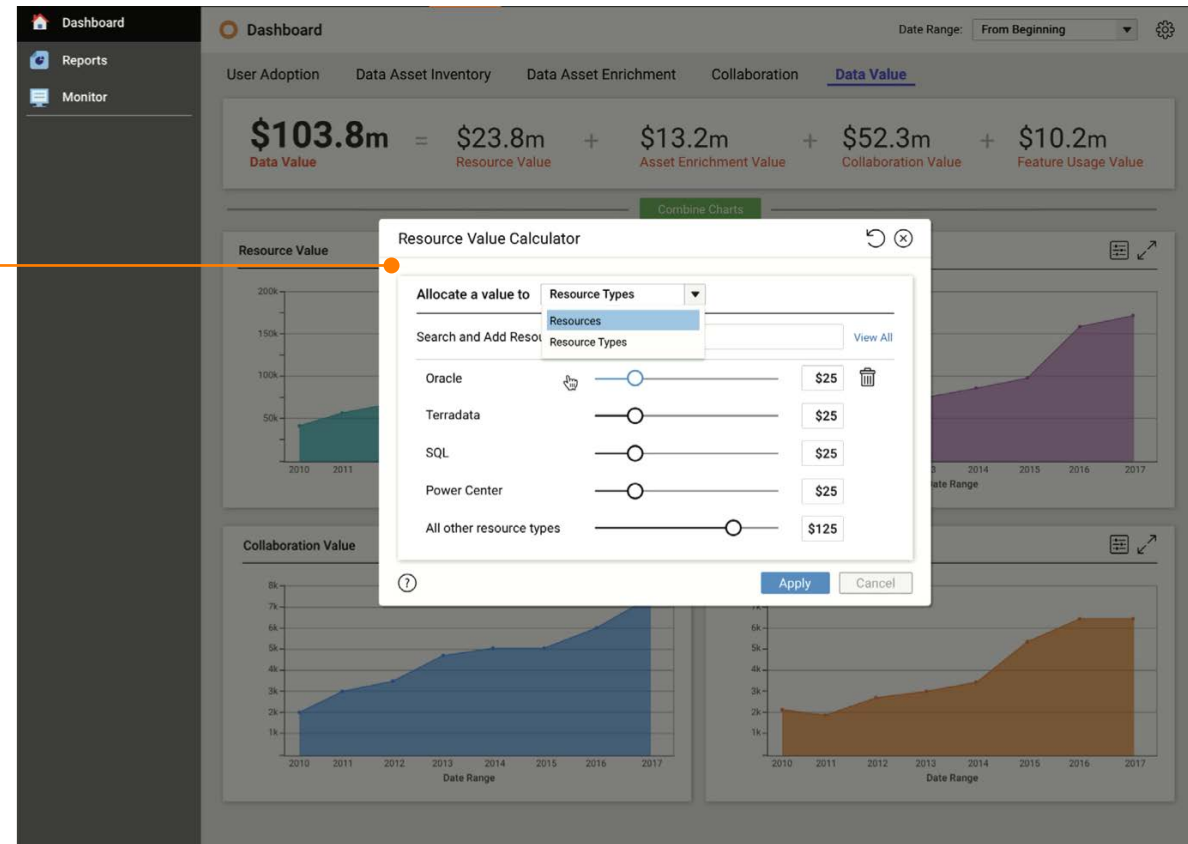 Dashboard
Reports
Monitor
Dashboard
Date Range: From Beginning
User Adoption Data Asset Inventory Data Asset Enrichment Collaboration Data Value
$103.8m = $23.8m + $13.2m + $52.3m + $10.2m
Data Value Resource Value Asset Enrichment Value Collaboration Value Feature Usage Value
Combine Charts
Resource Value
200k
150k
100k
50k
2010 2011
2014 2015 2016 2017
Resource Value Calculator
Allocate a value to Resource Types
Resources
Resource Types
Search and Add Resou
View All
Oracle $25
Terradata $25
SQL $25
Power Center $25
All other resource types $125
? Apply Cancel
Collaboration Value
8k
7k
6k
5k
4k
3k
2k
1k
2010 2011 2012 2013 2014 2015 2016 2017
Date Range
6k
5k
4k
3k
2k
1k
2010 2011 2012 2013 2014 2015 2016 2017
Date Range